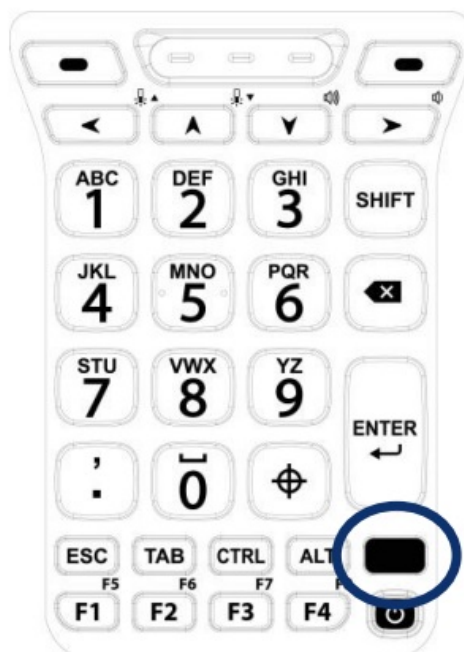 ABC DEF GHI
1 2 3 SHIFT
JKL MNO PQR
4 5 6
STU VWX YZ
7 8 9
ENTER
, 
. 0
ESC TAB CTRL ALT
F5 F6 F7
F1 F2 F3 F4